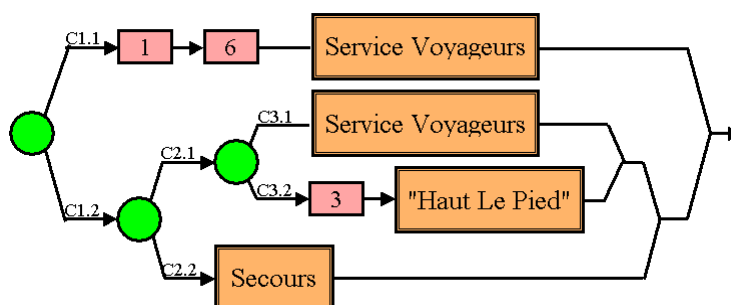 C1.1
1
6
Service Voyageurs
C3.1
Service Voyageurs
C2.1
C3.2
3
"Haut Le Pied"
C1.2
C2.2
Secours